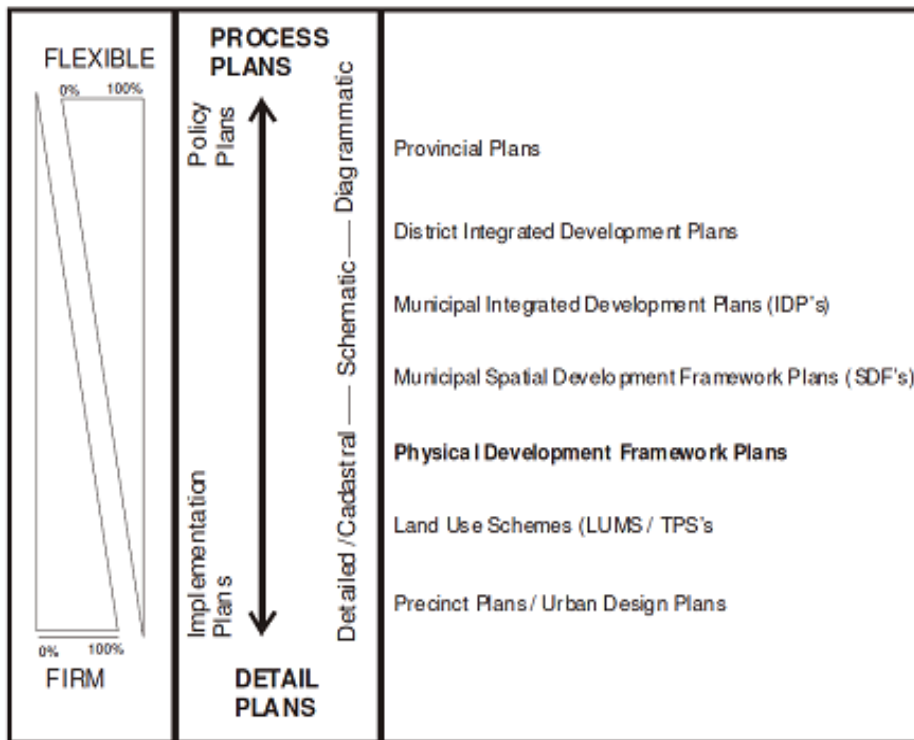 FLEXIBLE
0% 100%
0% 100%
FIRM
PROCESS
PLANS
Policy
Plans
Implementation
Plans
Detailed /Cadastral —— Schematic —— Diagrammatic
DETAIL
PLANS
Provincial Plans
District Integrated Development Plans
Municipal Integrated Development Plans (IDP's)
Municipal Spatial Development Framework Plans (SDF's)
Physical Development Framework Plans
Land Use Schemes (LUMS / TPS's
Precinct Plans / Urban Design Plans